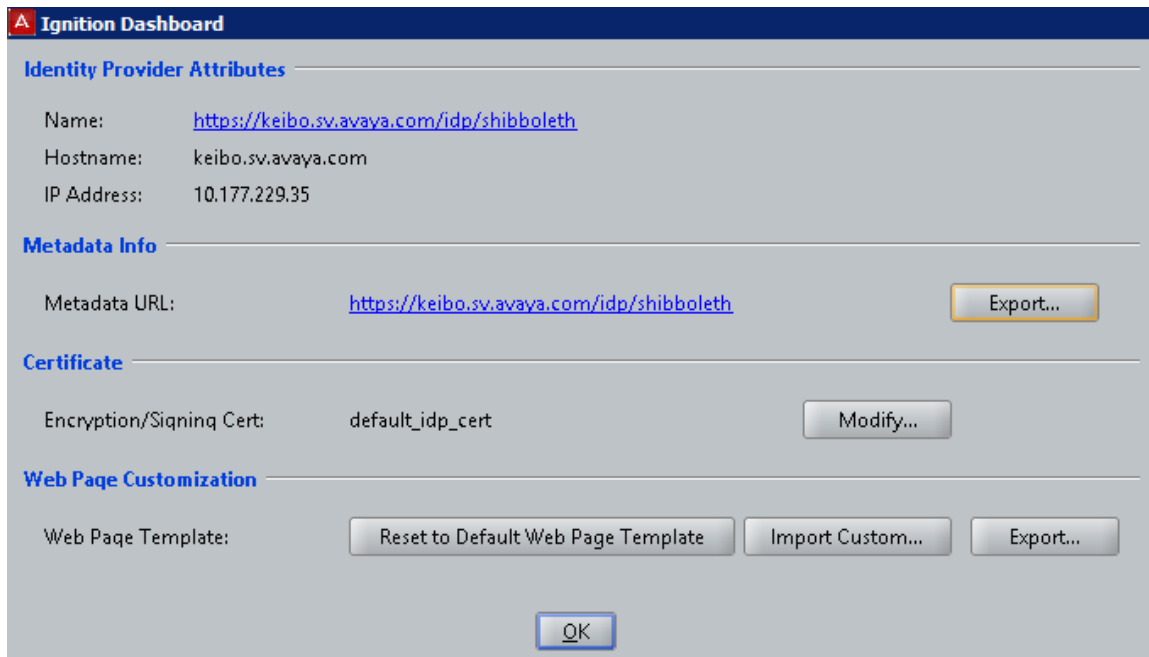 A Ignition Dashboard
Identity Provider Attributes
Name: https://keibo.sv.avaya.com/idp/shibboleth
Hostname: keibo.sv.avaya.com
IP Address: 10.177.229.35
Metadata Info
Metadata URL: https://keibo.sv.avaya.com/idp/shibboleth Export...
Certificate
Encryption/Signing Cert: default_idp_cert Modify...
Web Page Customization
Web Page Template: Reset to Default Web Page Template Import Custom... Export...
OK